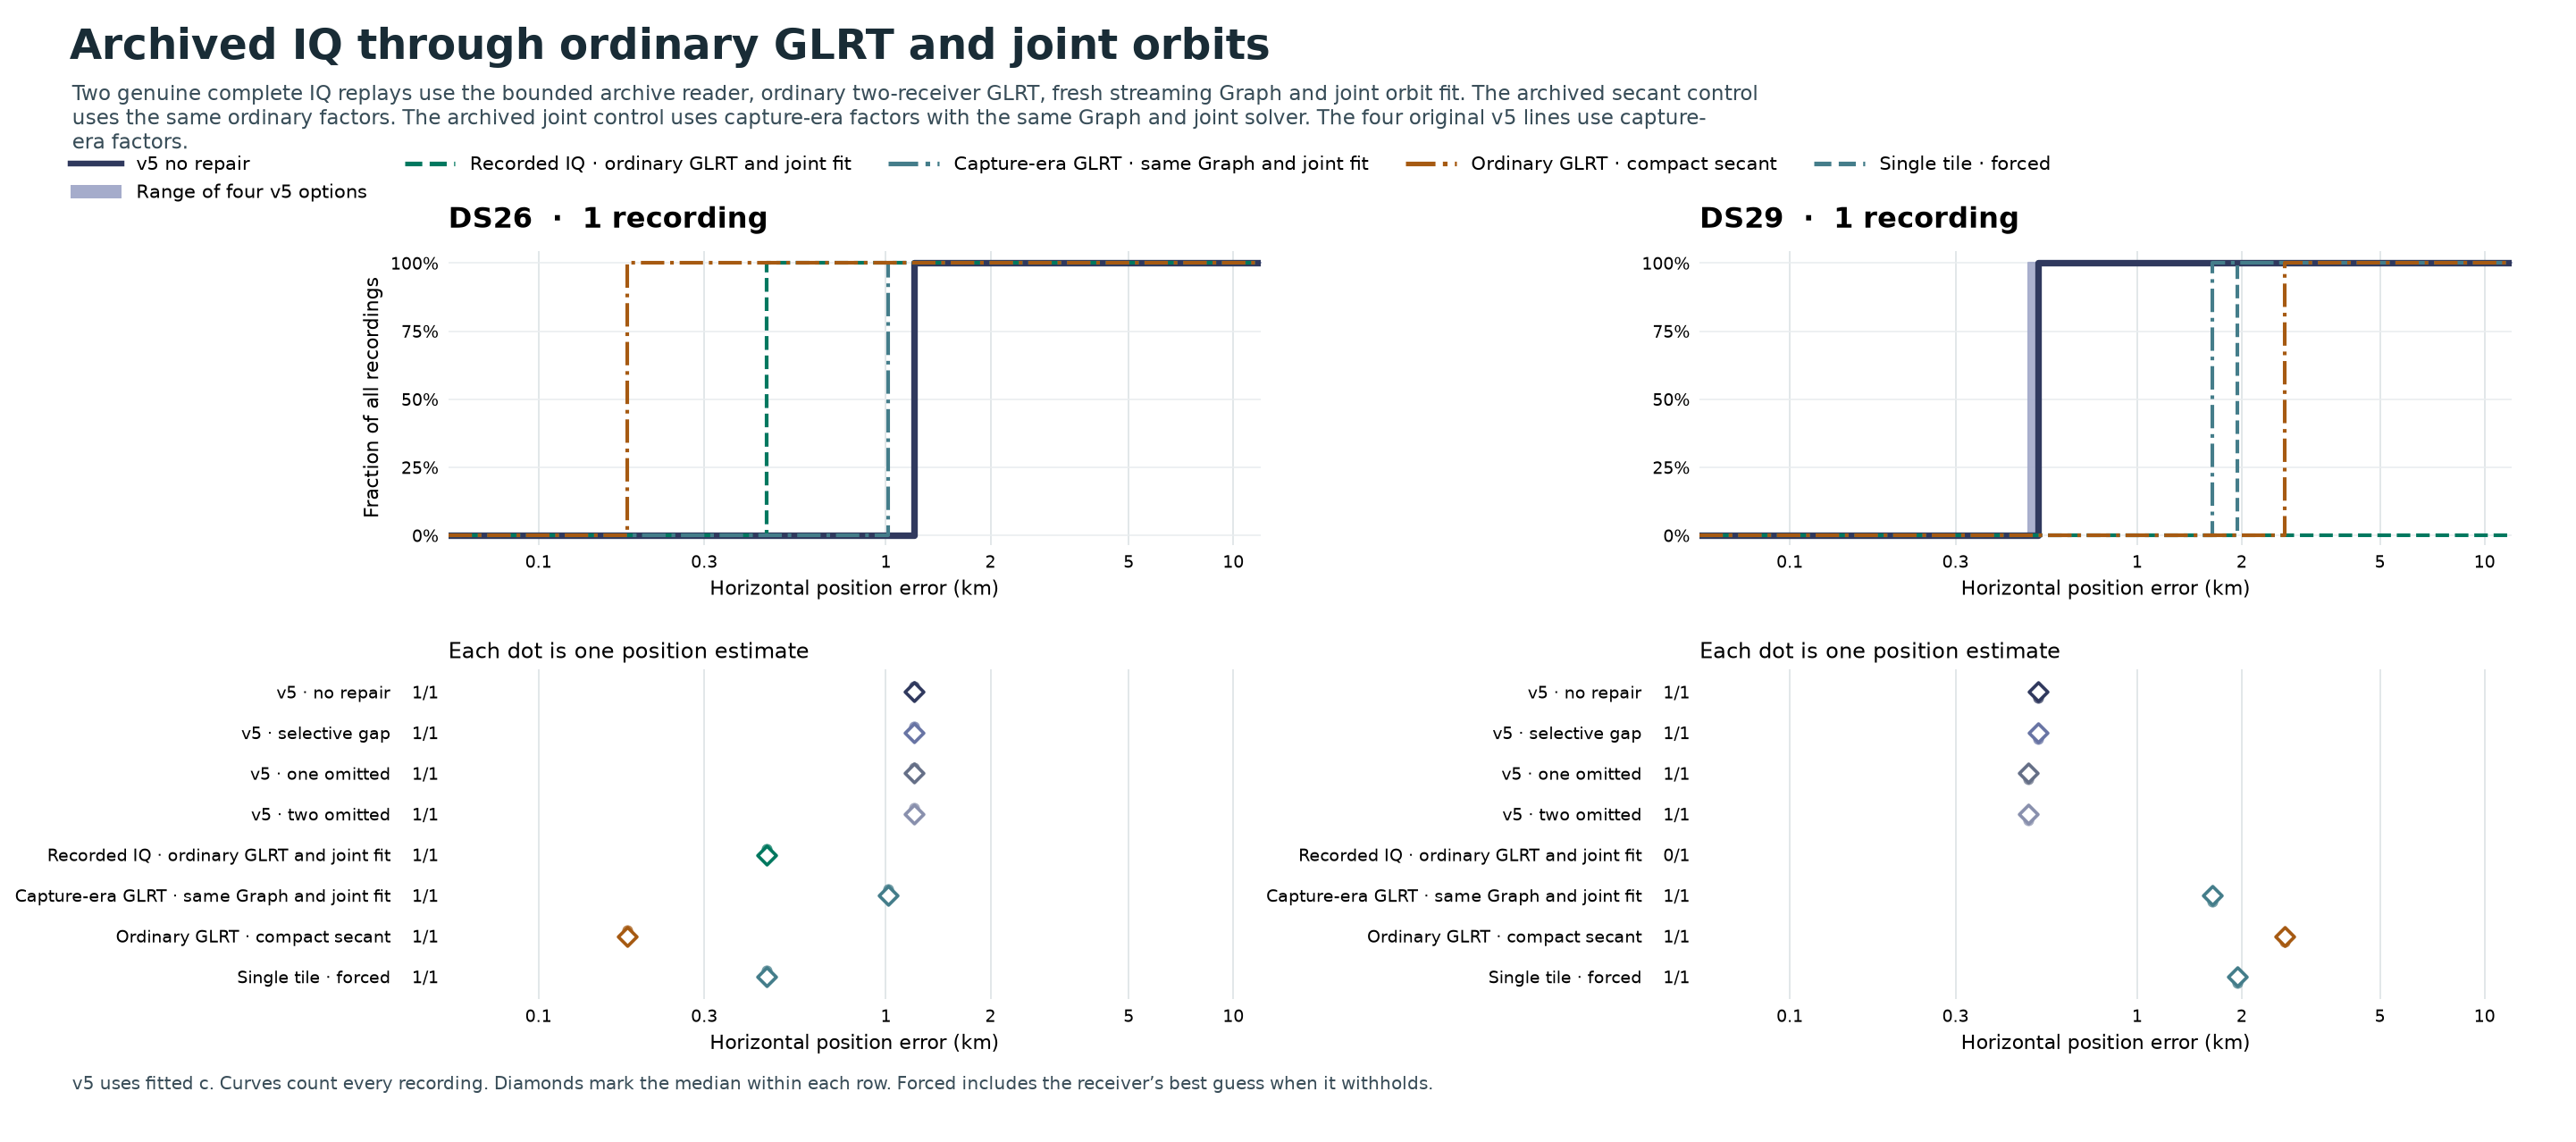 Archived IQ through ordinary GLRT and joint orbits
Two genuine complete IQ replays use the bounded archive reader, ordinary two-receiver GLRT, fresh streaming Graph and joint orbit fit. The archived secant control
uses the same ordinary factors. The archived joint control uses capture-era factors with the same Graph and joint solver. The four original v5 lines use capture-
era factors.
v5 no repair
Recorded IQ · ordinary GLRT and joint fit
Capture-era GLRT · same Graph and joint fit
Ordinary GLRT · compact secant
Single tile · forced
Range of four v5 options
DS26 · 1 recording
100%
75%
50%
25%
0%
Fraction of all recordings
0.1 0.3 1 2 5 10
Horizontal position error (km)
DS29 · 1 recording
100%
75%
50%
25%
0%
0.1 0.3 1 2 5 10
Horizontal position error (km)
Each dot is one position estimate
v5 · no repair 1/1
v5 · selective gap 1/1
v5 · one omitted 1/1
v5 · two omitted 1/1
Recorded IQ · ordinary GLRT and joint fit 1/1
Capture-era GLRT · same Graph and joint fit 1/1
Ordinary GLRT · compact secant 1/1
Single tile · forced 1/1
0.1 0.3 1 2 5 10
Horizontal position error (km)
Each dot is one position estimate
v5 · no repair 1/1
v5 · selective gap 1/1
v5 · one omitted 1/1
v5 · two omitted 1/1
Recorded IQ · ordinary GLRT and joint fit 0/1
Capture-era GLRT · same Graph and joint fit 1/1
Ordinary GLRT · compact secant 1/1
Single tile · forced 1/1
0.1 0.3 1 2 5 10
Horizontal position error (km)
v5 uses fitted c. Curves count every recording. Diamonds mark the median within each row. Forced includes the receiver’s best guess when it withholds.